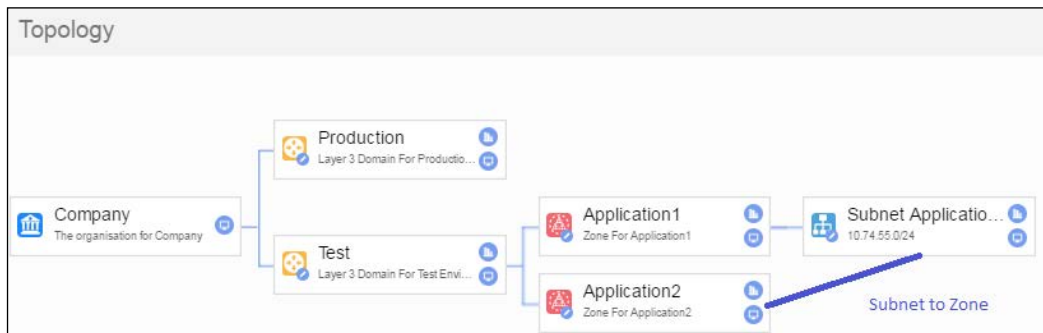 Topology
Production
Layer 3 Domain For Productio...
Company
The organisation for Company
Application1
Zone For Application1
Subnet Applicatio...
10.74.55.0/24
Test
Layer 3 Domain For Test Envi...
Application2
Zone For Application2
Subnet to Zone